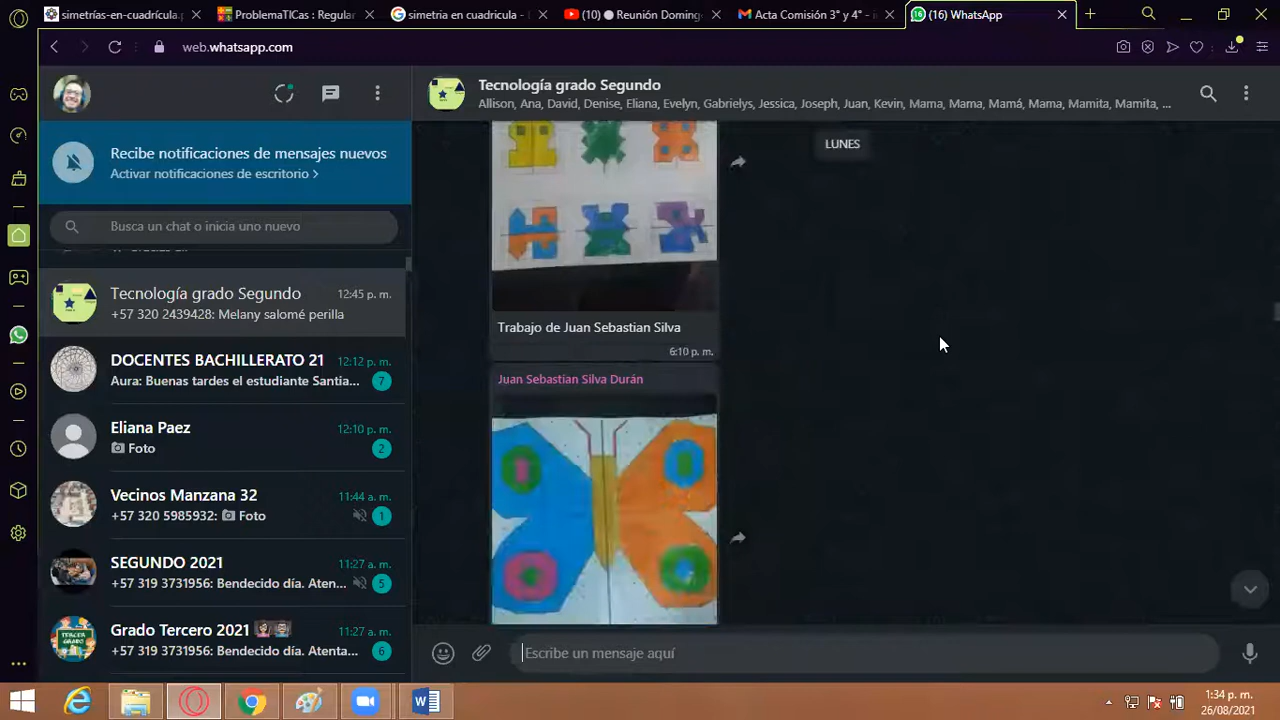 simetrías-en-cuadrícula.p
ProblemaTICas : Regular
simetria en cuadricula -
(10) Reunión Doming
Acta Comisión 3° y 4° -
(16) WhatsApp
web.whatsapp.com
Tecnología grado Segundo
Allison, Ana, David, Denise, Eliana, Evelyn, Gabrielys, Jessica, Joseph, Juan, Kevin, Mama, Mama, Mamá, Mama, Mamita, Mamita, ...
Recibe notificaciones de mensajes nuevos
Activar notificaciones de escritorio >
Busca un chat o inicia uno nuevo
Tecnología grado Segundo
12:45 p. m.
+57 320 2439428: Melany salomé perilla
DOCENTES BACHILLERATO 21
12:12 p. m.
Aura: Buenas tardes el estudiante Santia...
7
Eliana Paez
12:10 p. m.
Foto
2
Vecinos Manzana 32
11:44 a. m.
+57 320 5985932: Foto
1
SEGUNDO 2021
11:27 a. m.
+57 319 3731956: Bendecido día. Aten...
5
Grado Tercero 2021
11:27 a. m.
+57 319 3731956: Bendecido día. Atenta...
6
LUNES
Trabajo de Juan Sebastian Silva
6:10 p. m.
Juan Sebastian Silva Durán
Escribe un mensaje aquí
1:34 p. m.
26/08/2021